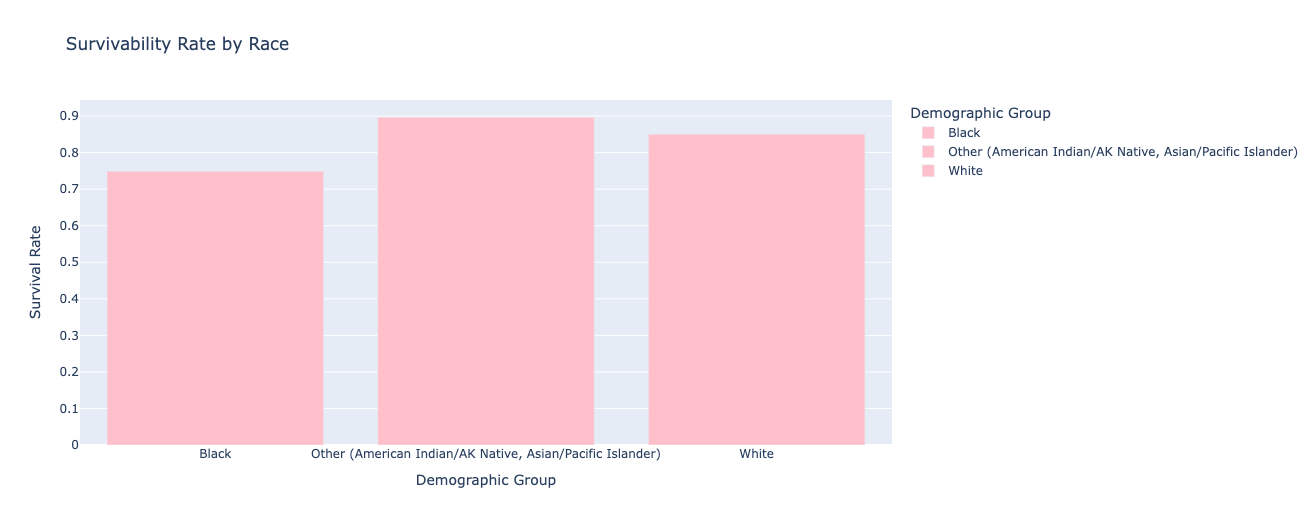 Survivability Rate by Race
Demographic Group
Black
Other (American Indian/AK Native, Asian/Pacific Islander)
White
Survival Rate
0.9
0.8
0.7
0.6
0.5
0.4
0.3
0.2
0.1
0
Black
Other (American Indian/AK Native, Asian/Pacific Islander)
White
Demographic Group